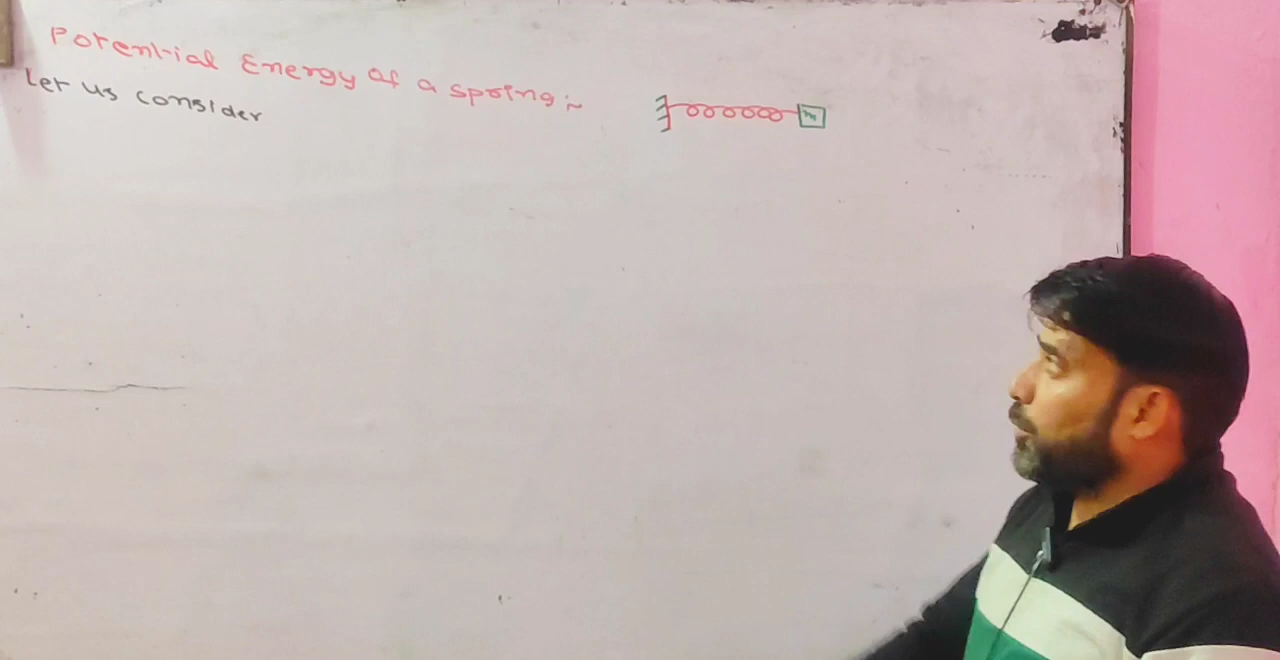 Potential Energy of a spring :-
Let us consider
m